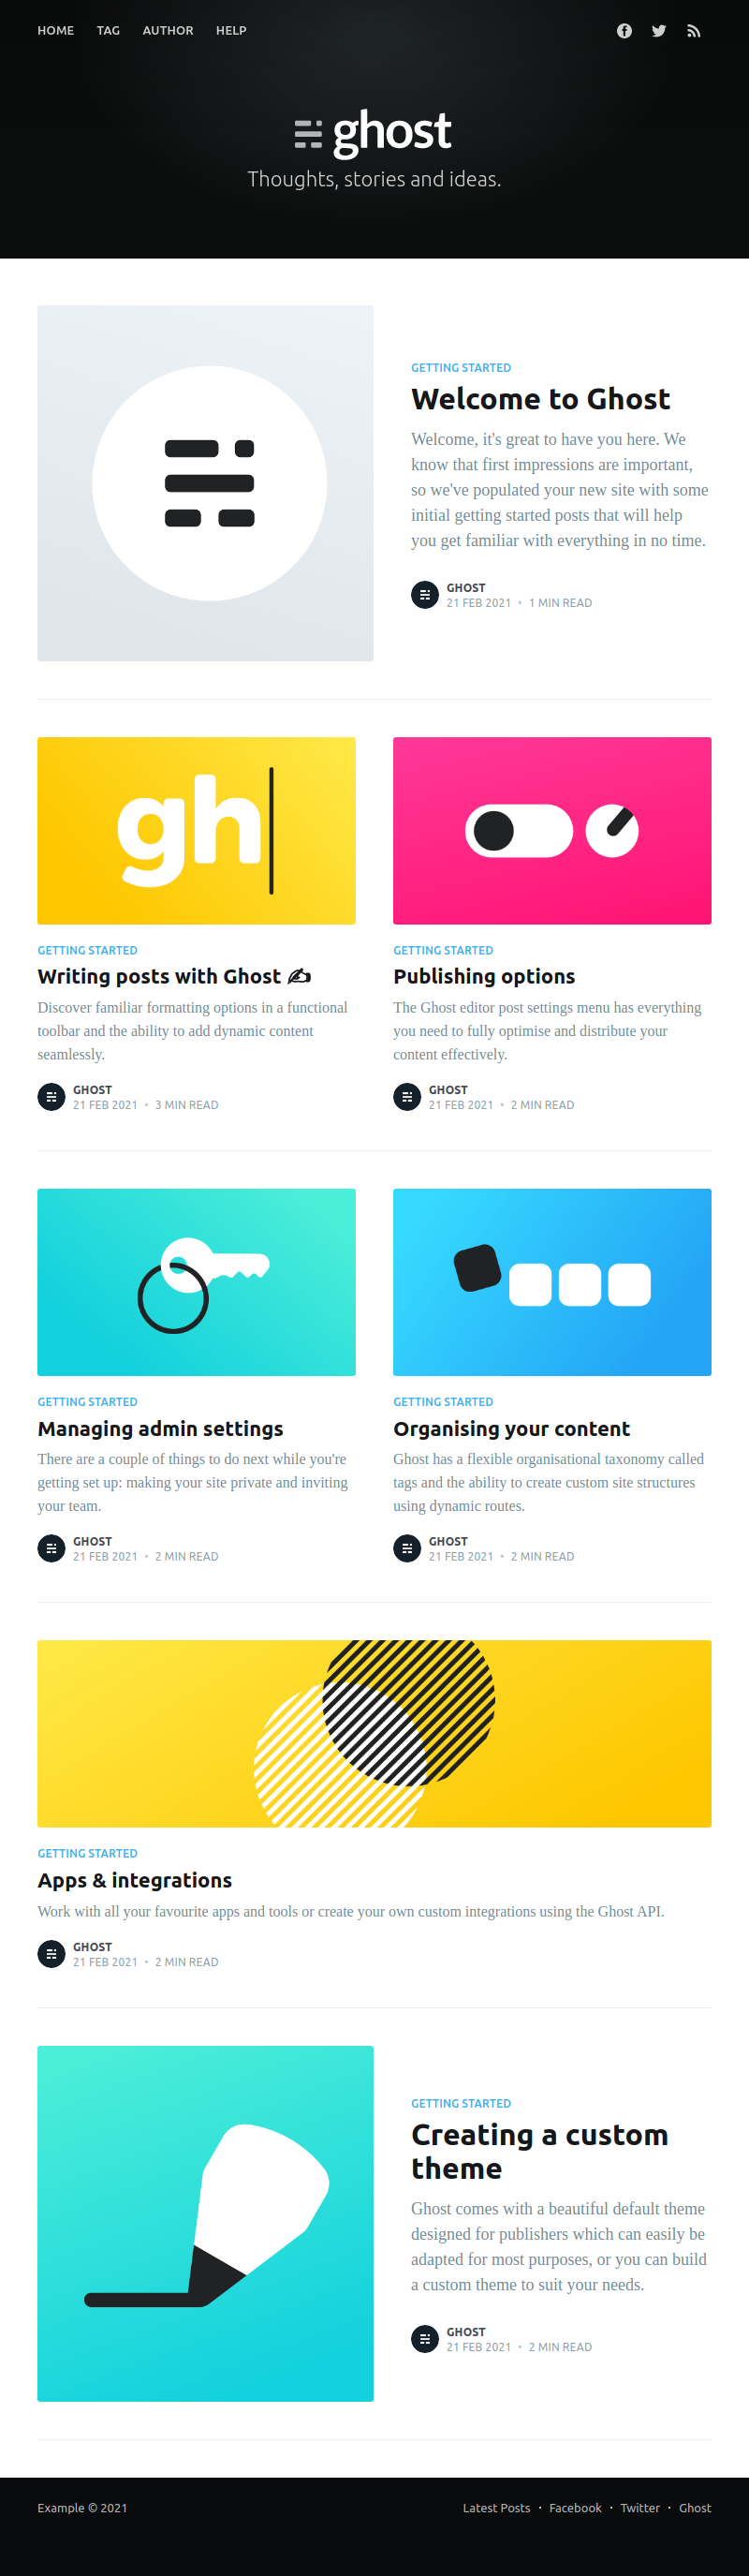 HOME TAG AUTHOR HELP
ghost
Thoughts, stories and ideas.
GETTING STARTED
Welcome to Ghost
Welcome, it's great to have you here. We
know that first impressions are important,
so we've populated your new site with some
initial getting started posts that will help
you get familiar with everything in no time.
GHOST
21 FEB 2021 • 1 MIN READ
gh
GETTING STARTED
Writing posts with Ghost ✍
Discover familiar formatting options in a functional
toolbar and the ability to add dynamic content
seamlessly.
GHOST
21 FEB 2021 • 3 MIN READ
GETTING STARTED
Publishing options
The Ghost editor post settings menu has everything
you need to fully optimise and distribute your
content effectively.
GHOST
21 FEB 2021 • 2 MIN READ
GETTING STARTED
Managing admin settings
There are a couple of things to do next while you're
getting set up: making your site private and inviting
your team.
GHOST
21 FEB 2021 • 2 MIN READ
GETTING STARTED
Organising your content
Ghost has a flexible organisational taxonomy called
tags and the ability to create custom site structures
using dynamic routes.
GHOST
21 FEB 2021 • 2 MIN READ
GETTING STARTED
Apps & integrations
Work with all your favourite apps and tools or create your own custom integrations using the Ghost API.
GHOST
21 FEB 2021 • 2 MIN READ
GETTING STARTED
Creating a custom
theme
Ghost comes with a beautiful default theme
designed for publishers which can easily be
adapted for most purposes, or you can build
a custom theme to suit your needs.
GHOST
21 FEB 2021 • 2 MIN READ
Example © 2021
Latest Posts • Facebook • Twitter • Ghost